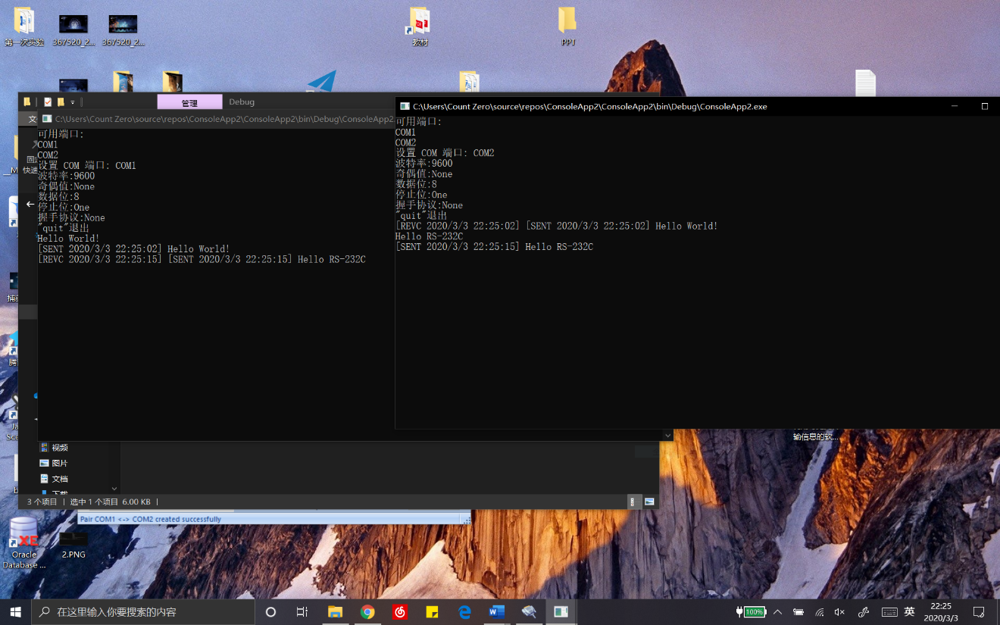 第一次实验
367520_2...
367520_2...
教材
PPT
管理
Debug
C:\Users\Count Zero\source\repos\ConsoleApp2\ConsoleApp2\bin\Debug\ConsoleApp2
可用端口:
COM1
COM2
设置 COM 端口: COM1
波特率:9600
奇偶值:None
数据位:8
停止位:One
握手协议:None
"quit"退出
Hello World!
[SENT 2020/3/3 22:25:02] Hello World!
[REVC 2020/3/3 22:25:15] [SENT 2020/3/3 22:25:15] Hello RS-232C
C:\Users\Count Zero\source\repos\ConsoleApp2\ConsoleApp2\bin\Debug\ConsoleApp2.exe
可用端口:
COM1
COM2
设置 COM 端口: COM2
波特率:9600
奇偶值:None
数据位:8
停止位:One
握手协议:None
"quit"退出
[REVC 2020/3/3 22:25:02] [SENT 2020/3/3 22:25:02] Hello World!
Hello RS-232C
[SENT 2020/3/3 22:25:15] Hello RS-232C
输信息的软...
视频
图片
文档
下载
3 个项目
选中 1 个项目 6.00 KB
Pair COM1 <-> COM2 created successfully
XE
Oracle
Database ...
2.PNG
在这里输入你要搜索的内容
100%
英
22:25
2020/3/3